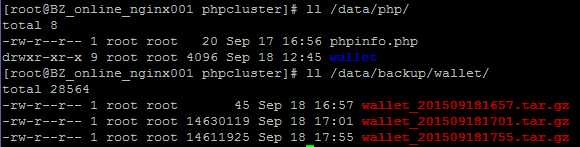 [root@BZ_online_nginx001 phpcluster]# ll /data/php/
total 8
-rw-r--r-- 1 root root   20 Sep 17 16:56 phpinfo.php
drwxr-xr-x 9 root root 4096 Sep 18 12:45 wallet
[root@BZ_online_nginx001 phpcluster]# ll /data/backup/wallet/
total 28564
-rw-r--r-- 1 root root       45 Sep 18 16:57 wallet_201509181657.tar.gz
-rw-r--r-- 1 root root 14630119 Sep 18 17:01 wallet_201509181701.tar.gz
-rw-r--r-- 1 root root 14611925 Sep 18 17:55 wallet_201509181755.tar.gz